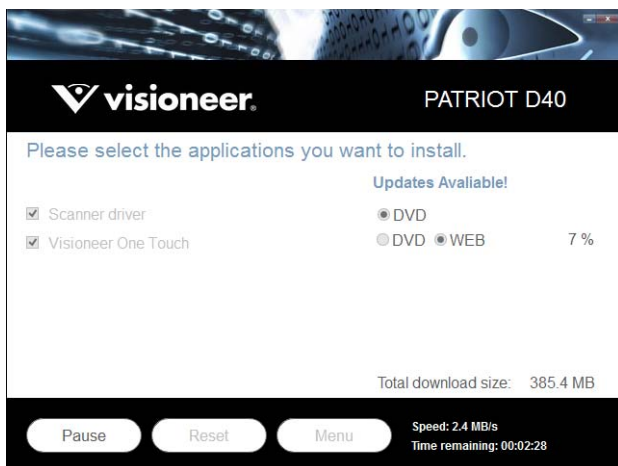 visioneer.
PATRIOT D40
Please select the applications you want to install.
Updates Avaliable!
Scanner driver
DVD
Visioneer One Touch
DVD WEB 7 %
Total download size: 385.4 MB
Pause Reset Menu
Speed: 2.4 MB/s
Time remaining: 00:02:28